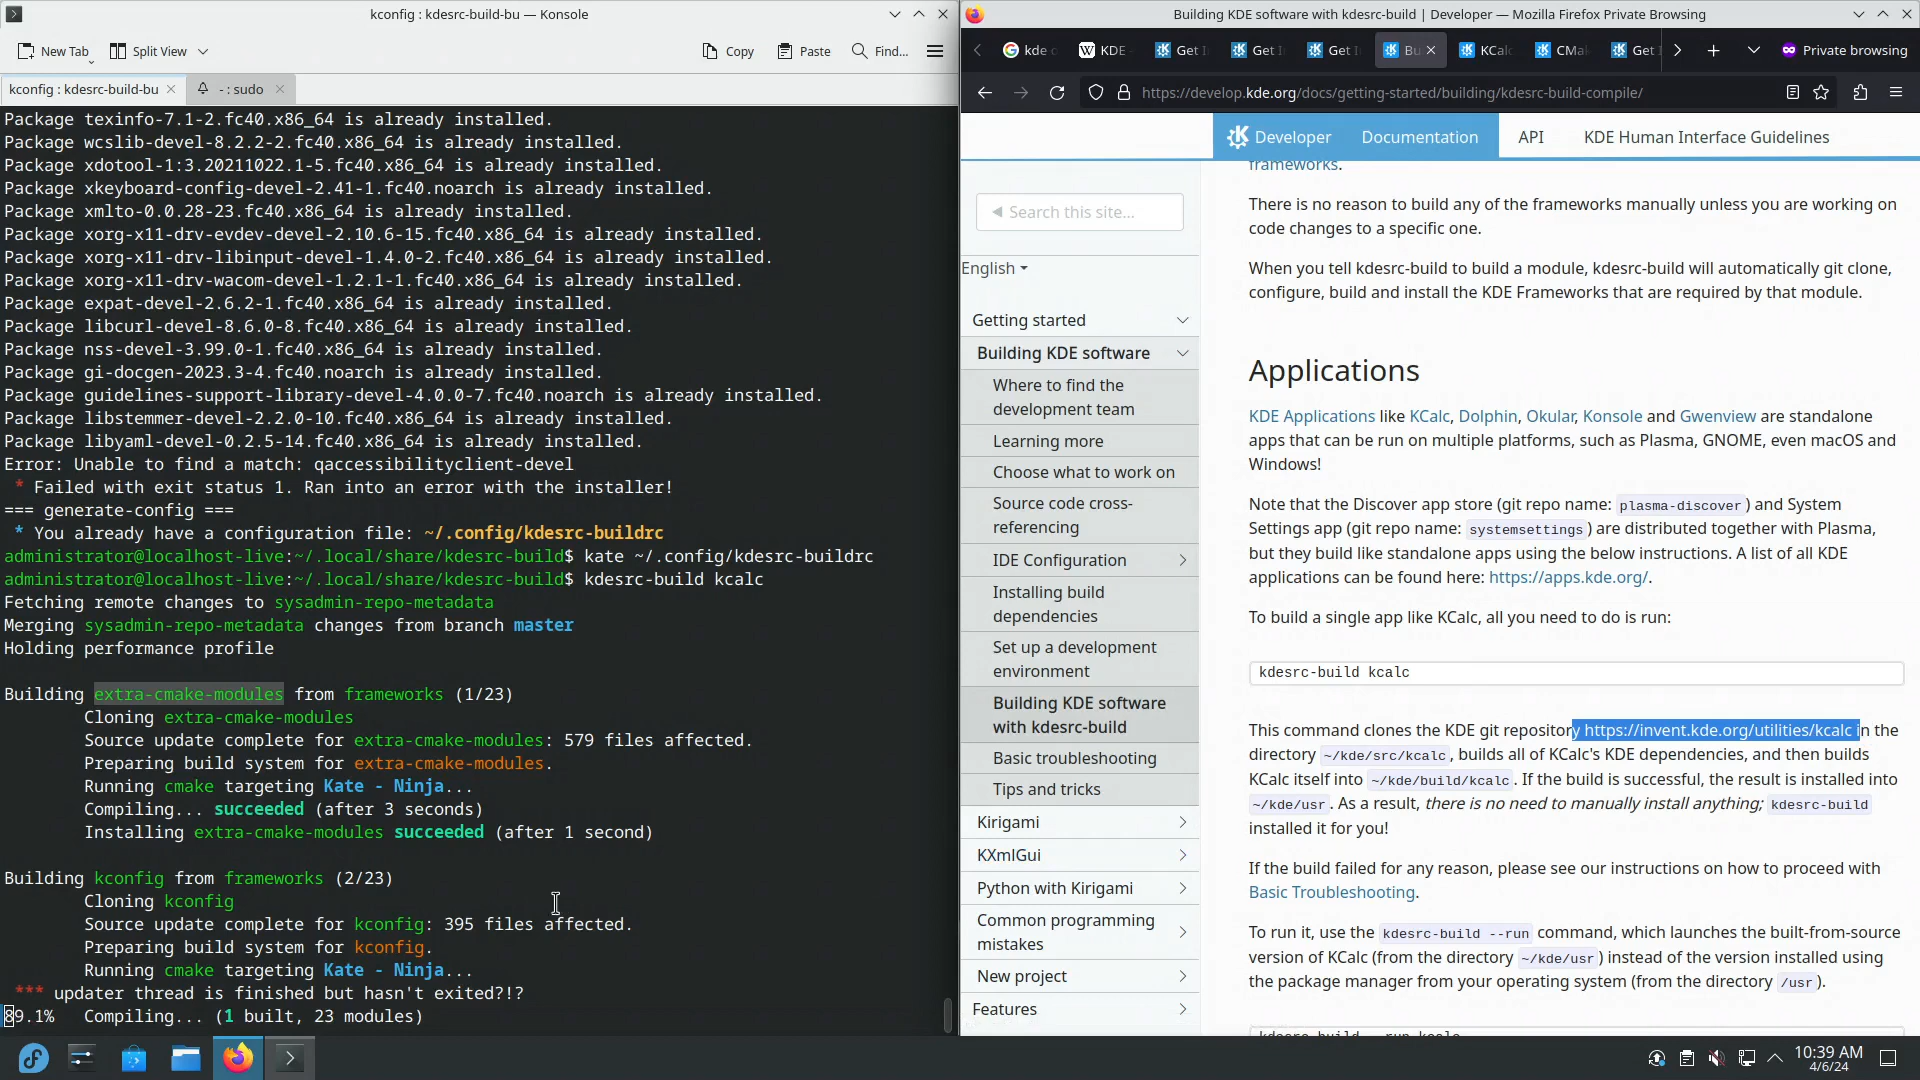 kconfig : kdesrc-build-bu — Konsole
New Tab
Split View
Copy
Paste
Find...
kconfig : kdesrc-build-bu
- : sudo
Package texinfo-7.1-2.fc40.x86_64 is already installed.
Package wcslib-devel-8.2.2-2.fc40.x86_64 is already installed.
Package xdotool-1:3.20211022.1-5.fc40.x86_64 is already installed.
Package xkeyboard-config-devel-2.41-1.fc40.noarch is already installed.
Package xmlto-0.0.28-23.fc40.x86_64 is already installed.
Package xorg-x11-drv-evdev-devel-2.10.6-15.fc40.x86_64 is already installed.
Package xorg-x11-drv-libinput-devel-1.4.0-2.fc40.x86_64 is already installed.
Package xorg-x11-drv-wacom-devel-1.2.1-1.fc40.x86_64 is already installed.
Package expat-devel-2.6.2-1.fc40.x86_64 is already installed.
Package libcurl-devel-8.6.0-8.fc40.x86_64 is already installed.
Package nss-devel-3.99.0-1.fc40.x86_64 is already installed.
Package gi-docgen-2023.3-4.fc40.noarch is already installed.
Package guidelines-support-library-devel-4.0.0-7.fc40.noarch is already installed.
Package libstemmer-devel-2.2.0-10.fc40.x86_64 is already installed.
Package libyaml-devel-0.2.5-14.fc40.x86_64 is already installed.
Error: Unable to find a match: qaccessibilityclient-devel
* Failed with exit status 1. Ran into an error with the installer!
=== generate-config ===
* You already have a configuration file: ~/.config/kdesrc-buildrc
administrator@localhost-live:~/.local/share/kdesrc-build$ kate ~/.config/kdesrc-buildrc
administrator@localhost-live:~/.local/share/kdesrc-build$ kdesrc-build kcalc
Fetching remote changes to sysadmin-repo-metadata
Merging sysadmin-repo-metadata changes from branch master
Holding performance profile
Building extra-cmake-modules from frameworks (1/23)
Cloning extra-cmake-modules
Source update complete for extra-cmake-modules: 579 files affected.
Preparing build system for extra-cmake-modules.
Running cmake targeting Kate - Ninja...
Compiling... succeeded (after 3 seconds)
Installing extra-cmake-modules succeeded (after 1 second)
Building kconfig from frameworks (2/23)
Cloning kconfig
Source update complete for kconfig: 395 files affected.
Preparing build system for kconfig.
Running cmake targeting Kate - Ninja...
*** updater thread is finished but hasn't exited?!?
89.1% Compiling... (1 built, 23 modules)
Building KDE software with kdesrc-build | Developer — Mozilla Firefox Private Browsing
kde
KDE
Get
Get
Get
Bu
KCal
CMa
Get
Private browsing
https://develop.kde.org/docs/getting-started/building/kdesrc-build-compile/
Developer
Documentation
API
KDE Human Interface Guidelines
Search this site...
English
Getting started
Building KDE software
Where to find the
development team
Learning more
Choose what to work on
Source code cross-
referencing
IDE Configuration
Installing build
dependencies
Set up a development
environment
Building KDE software
with kdesrc-build
Basic troubleshooting
Tips and tricks
Kirigami
KXmlGui
Python with Kirigami
Common programming
mistakes
New project
Features
frameworks.
There is no reason to build any of the frameworks manually unless you are working on
code changes to a specific one.
When you tell kdesrc-build to build a module, kdesrc-build will automatically git clone,
configure, build and install the KDE Frameworks that are required by that module.
Applications
KDE Applications like KCalc, Dolphin, Okular, Konsole and Gwenview are standalone
apps that can be run on multiple platforms, such as Plasma, GNOME, even macOS and
Windows!
Note that the Discover app store (git repo name: plasma-discover) and System
Settings app (git repo name: systemsettings) are distributed together with Plasma,
but they build like standalone apps using the below instructions. A list of all KDE
applications can be found here: https://apps.kde.org/.
To build a single app like KCalc, all you need to do is run:
kdesrc-build kcalc
This command clones the KDE git repository https://invent.kde.org/utilities/kcalc in the
directory ~/kde/src/kcalc, builds all of KCalc's KDE dependencies, and then builds
KCalc itself into ~/kde/build/kcalc. If the build is successful, the result is installed into
~/kde/usr. As a result, there is no need to manually install anything; kdesrc-build
installed it for you!
If the build failed for any reason, please see our instructions on how to proceed with
Basic Troubleshooting.
To run it, use the kdesrc-build --run command, which launches the built-from-source
version of KCalc (from the directory ~/kde/usr) instead of the version installed using
the package manager from your operating system (from the directory /usr).
10:39 AM
4/6/24